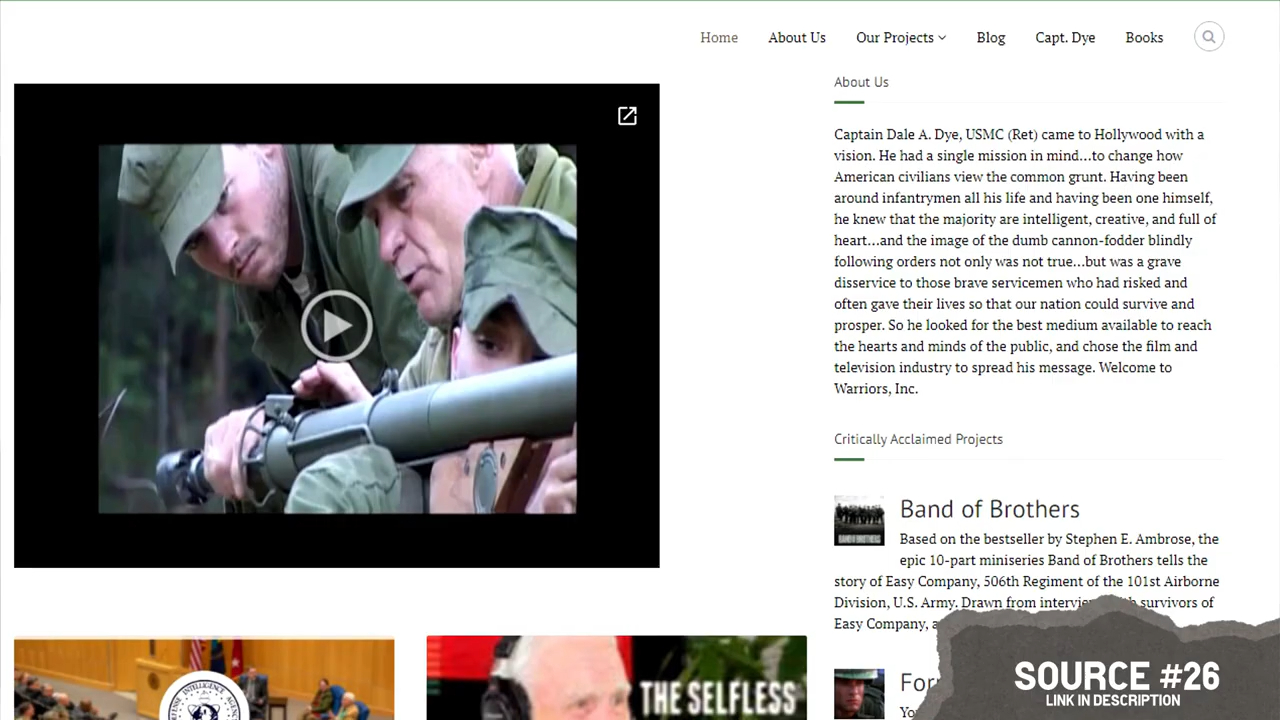 Home About Us Our Projects Blog Capt. Dye Books
About Us
Captain Dale A. Dye, USMC (Ret) came to Hollywood with a
vision. He had a single mission in mind...to change how
American civilians view the common grunt. Having been
around infantrymen all his life and having been one himself,
he knew that the majority are intelligent, creative, and full of
heart...and the image of the dumb cannon-fodder blindly
following orders not only was not true...but was a grave
disservice to those brave servicemen who had risked and
often gave their lives so that our nation could survive and
prosper. So he looked for the best medium available to reach
the hearts and minds of the public, and chose the film and
television industry to spread his message. Welcome to
Warriors, Inc.
Critically Acclaimed Projects
BAND OF BROTHERS
Band of Brothers
Based on the bestseller by Stephen E. Ambrose, the
epic 10-part miniseries Band of Brothers tells the
story of Easy Company, 506th Regiment of the 101st Airborne
Division, U.S. Army. Drawn from survivors of
Easy Company,
THE SELFLESS
SOURCE #26
LINK IN DESCRIPTION